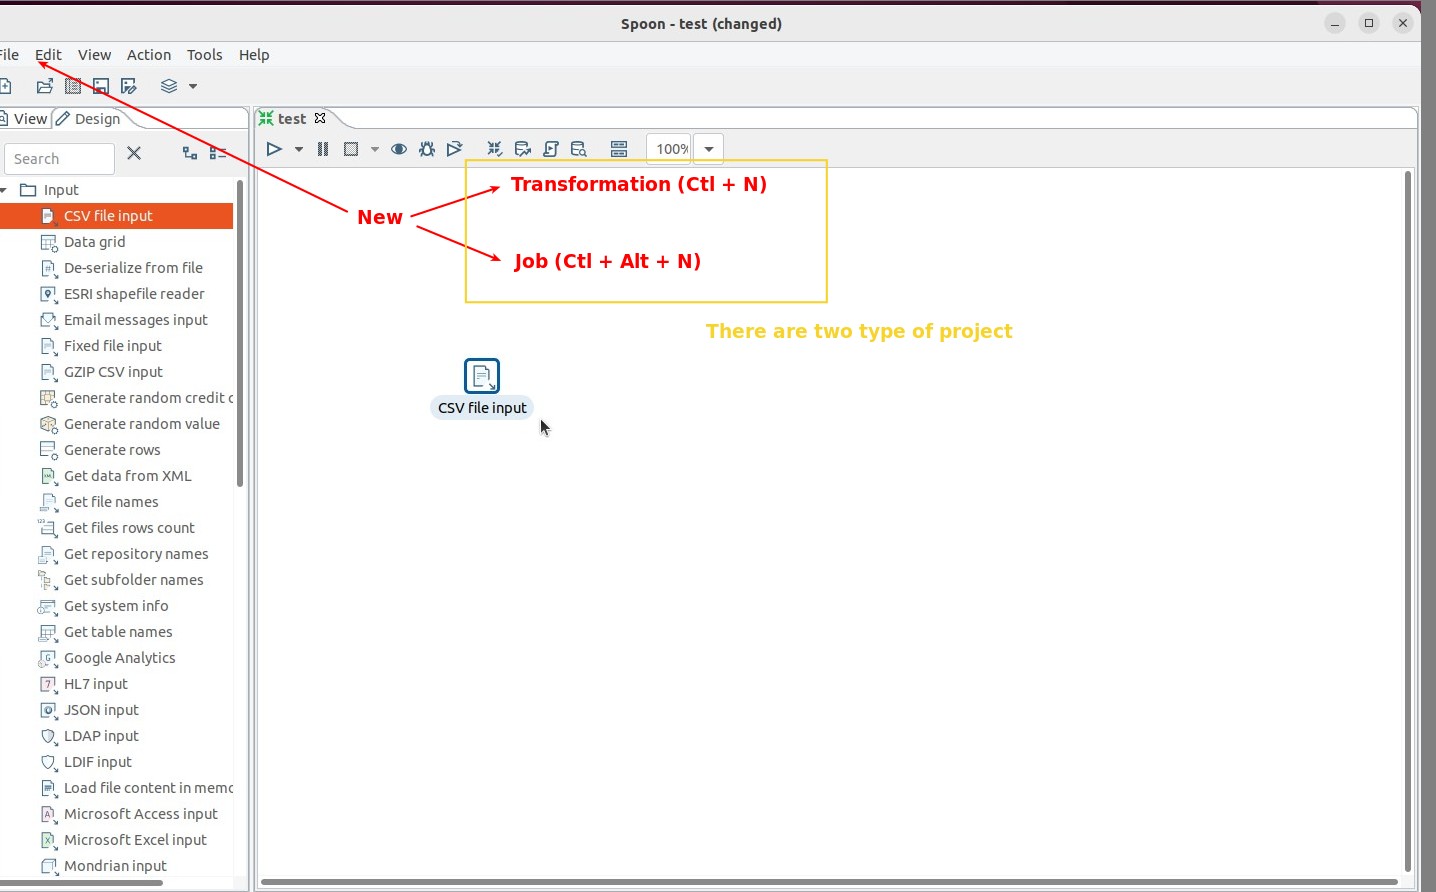 Spoon - test (changed)
File Edit View Action Tools Help
View Design
test
Search
100%
Input
CSV file input
Data grid
De-serialize from file
ESRI shapefile reader
Email messages input
Fixed file input
GZIP CSV input
Generate random credit c
Generate random value
Generate rows
Get data from XML
Get file names
Get files rows count
Get repository names
Get subfolder names
Get system info
Get table names
Google Analytics
HL7 input
JSON input
LDAP input
LDIF input
Load file content in memo
Microsoft Access input
Microsoft Excel input
Mondrian input
Transformation (Ctl + N)
New
Job (Ctl + Alt + N)
There are two type of project
CSV file input